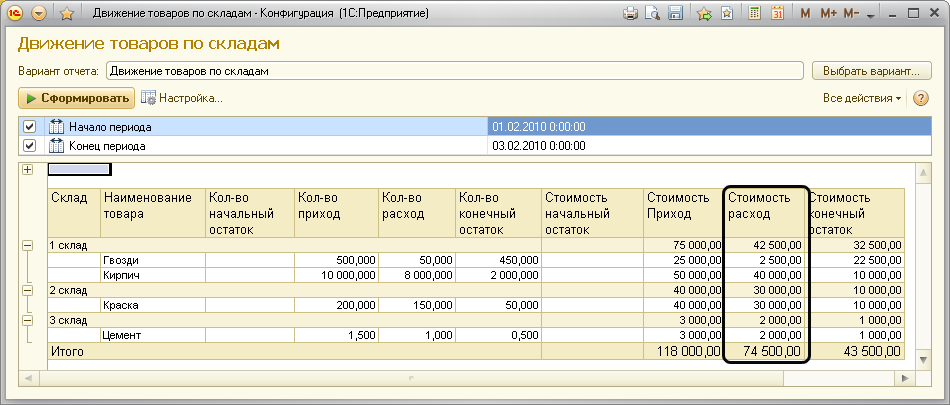 Движение товаров по складам - Конфигурация (1С:Предприятие)
M M+ M-
Движение товаров по складам
Вариант отчета: Движение товаров по складам Выбрать вариант...
Сформировать Настройка... Все действия
Начало периода 01.02.2010 0:00:00
Конец периода 03.02.2010 0:00:00
Склад Наименование товара Кол-во начальный остаток Кол-во приход Кол-во расход Кол-во конечный остаток Стоимость начальный остаток Стоимость Приход Стоимость расход Стоимость конечный остаток
1 склад 75 000,00 42 500,00 32 500,00
Гвозди 500,000 50,000 450,000 25 000,00 2 500,00 22 500,00
Кирпич 10 000,000 8 000,000 2 000,000 50 000,00 40 000,00 10 000,00
2 склад 40 000,00 30 000,00 10 000,00
Краска 200,000 150,000 50,000 40 000,00 30 000,00 10 000,00
3 склад 3 000,00 2 000,00 1 000,00
Цемент 1,500 1,000 0,500 3 000,00 2 000,00 1 000,00
Итого 118 000,00 74 500,00 43 500,00